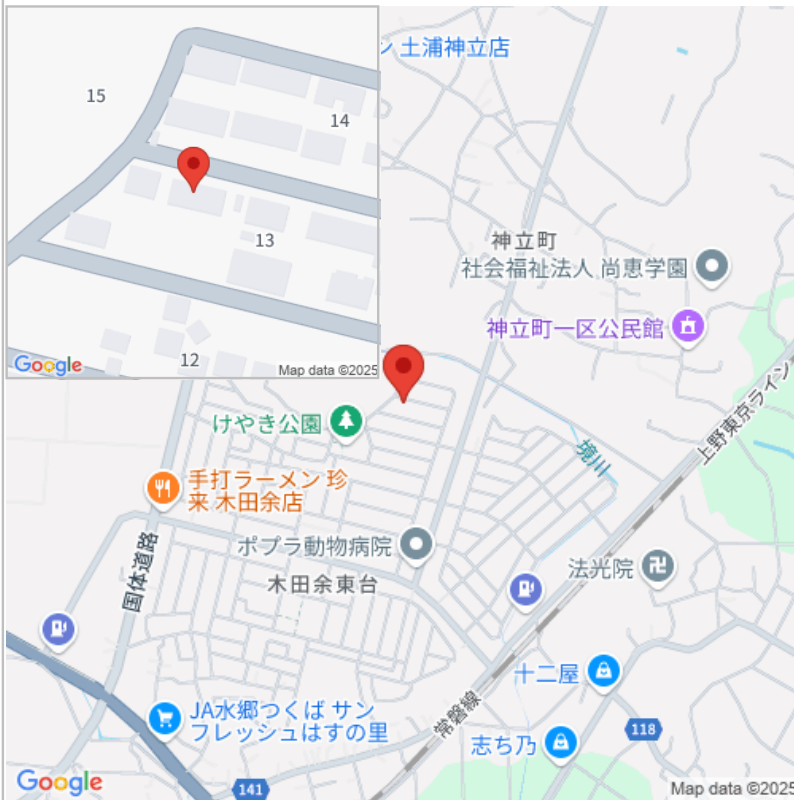 15
14
13
12
Google
Map data ©2025
ン 土浦神立店
神立町
社会福祉法人 尚恵学園
神立町一区公民館
上野東京ライン
けやき公園
境川
手打ラーメン 珍
来 木田余店
ポプラ動物病院
国体道路
木田余東台
法光院
十二屋
JA水郷つくば サン
フレッシュはすの里
常磐線
志ち乃
118
141
Google
Map data ©2025